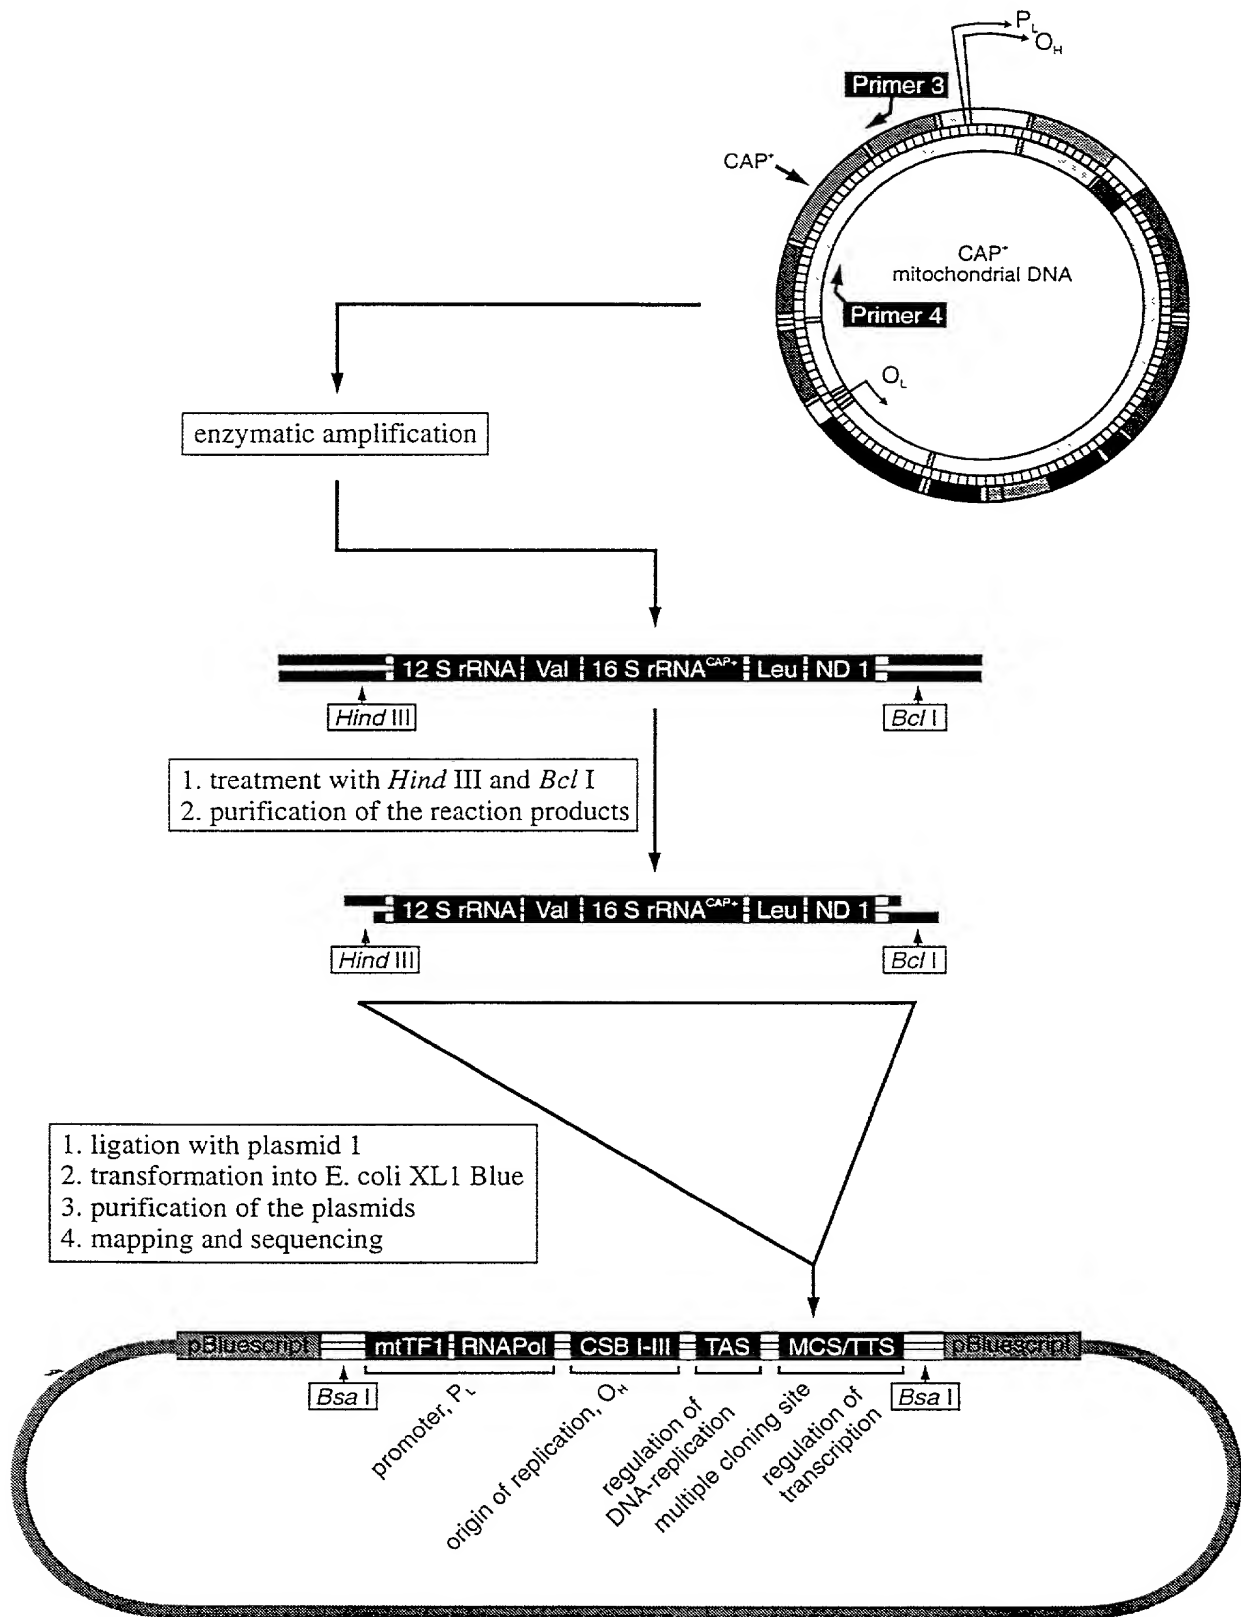 P_L
O_H
Primer 3
CAP+
CAP+
mitochondrial DNA
Primer 4
O_L
enzymatic amplification
12 S rRNA Val 16 S rRNA^CAP+ Leu ND 1
Hind III
Bcl I
1. treatment with Hind III and Bcl I
2. purification of the reaction products
12 S rRNA Val 16 S rRNA^CAP+ Leu ND 1
Hind III
Bcl I
1. ligation with plasmid 1
2. transformation into E. coli XL1 Blue
3. purification of the plasmids
4. mapping and sequencing
pBluescript mtTF1 RNAPol CSB I-III TAS MCS/TTS pBluescript
Bsa I
Bsa I
promoter, P_L
origin of replication, O_H
regulation of
DNA-replication
multiple cloning site
regulation of
transcription